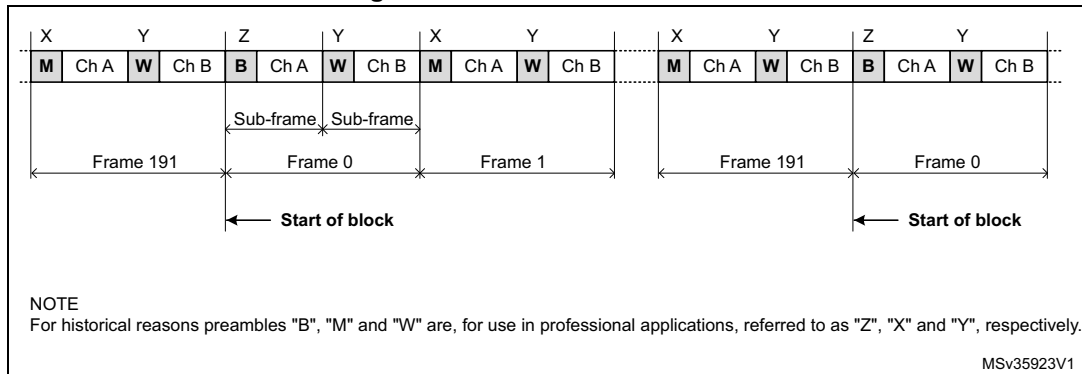 X Y Z Y X Y X Y Z Y
M Ch A W Ch B B Ch A W Ch B M Ch A W Ch B M Ch A W Ch B B Ch A W Ch B
Sub-frame Sub-frame
Frame 191 Frame 0 Frame 1 Frame 191 Frame 0
Start of block Start of block
NOTE
For historical reasons preambles "B", "M" and "W" are, for use in professional applications, referred to as "Z", "X" and "Y", respectively.
MSv35923V1